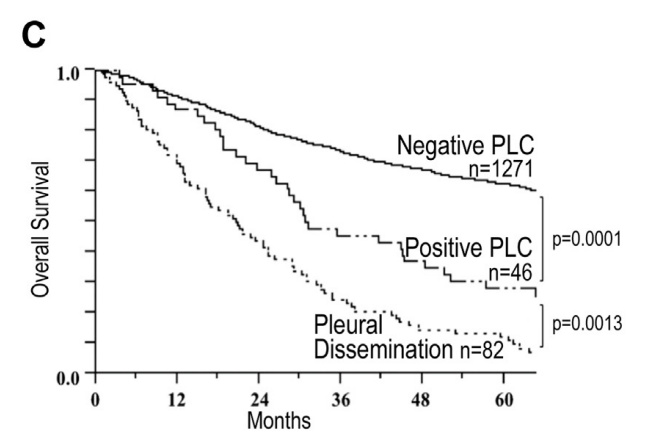 C
1.0
Negative PLC
n=1271
Overall Survival
p=0.0001
Positive PLC
n=46
p=0.0013
Pleural
Dissemination n=82
0.0
0 12 24 36 48 60
Months